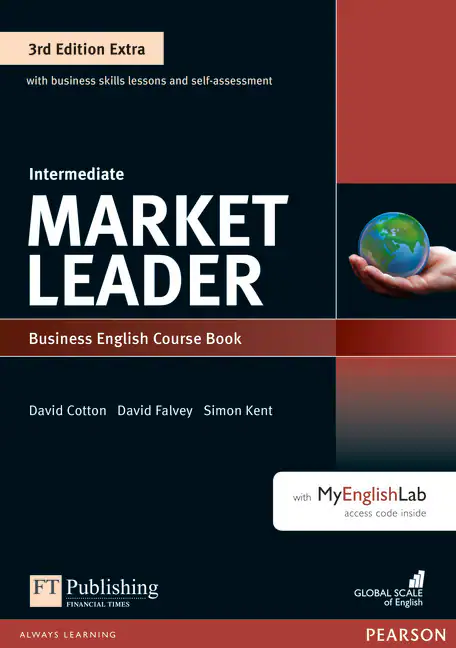 3rd Edition Extra
with business skills lessons and self-assessment
Intermediate
MARKET
LEADER
Business English Course Book
David Cotton David Falvey Simon Kent
with MyEnglishLab
access code inside
FT Publishing
FINANCIAL TIMES
GLOBAL SCALE
of English
ALWAYS LEARNING
PEARSON